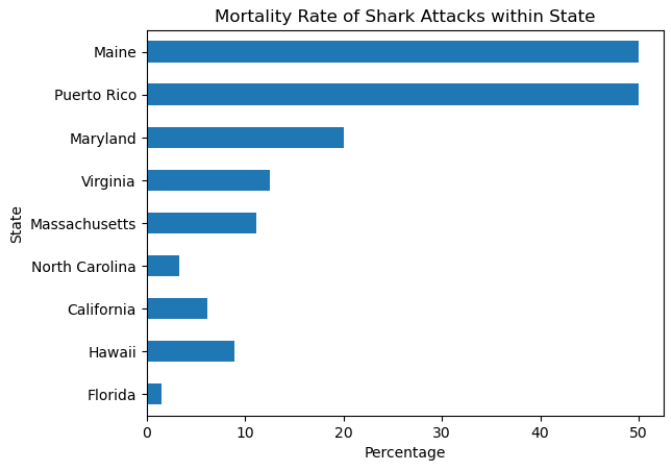 Mortality Rate of Shark Attacks within State
Maine
Puerto Rico
Maryland
Virginia
Massachusetts
North Carolina
California
Hawaii
Florida
State
0 10 20 30 40 50
Percentage